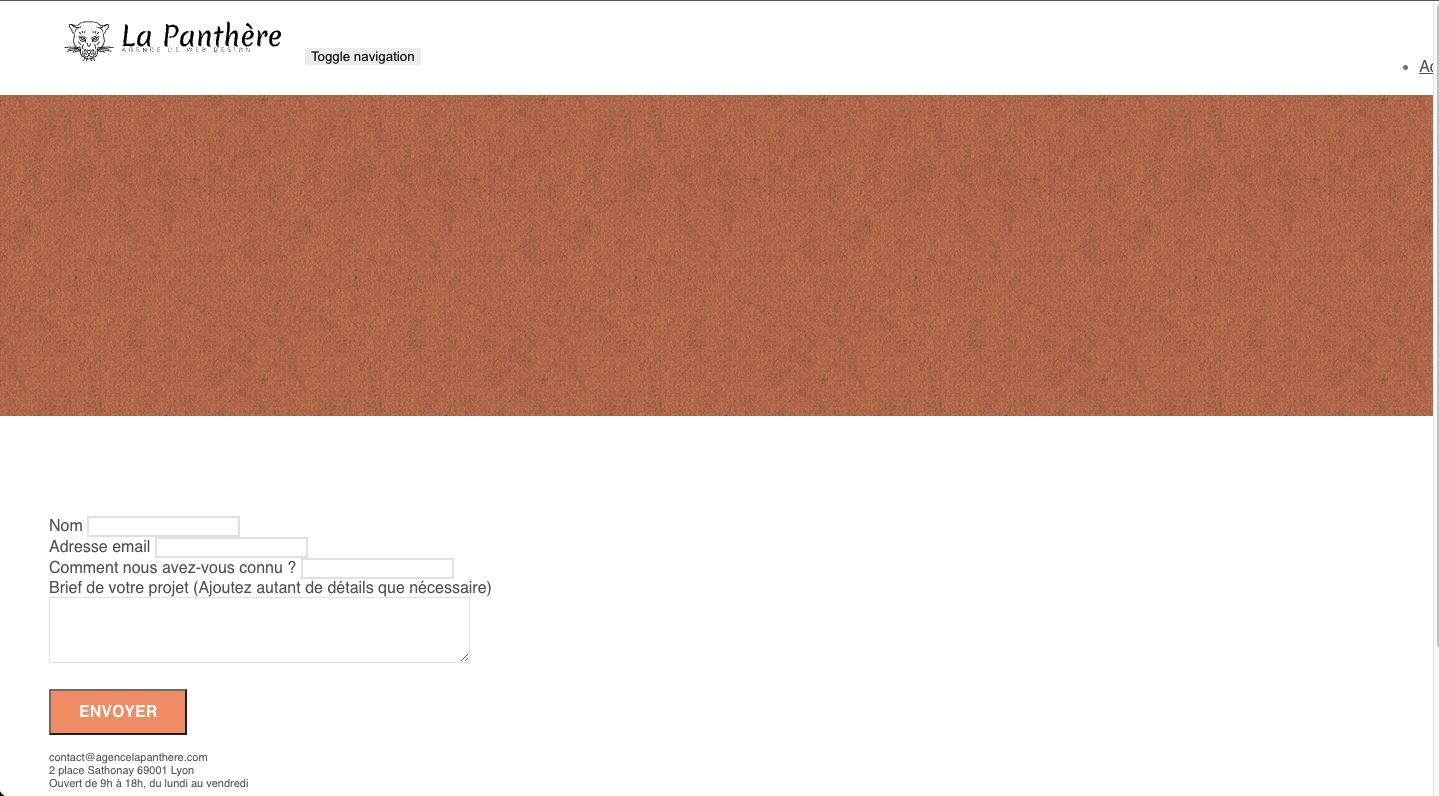 La Panthère
AGENCE DE WEB DESIGN
Toggle navigation
Nom
Adresse email
Comment nous avez-vous connu ?
Brief de votre projet (Ajoutez autant de détails que nécessaire)
ENVOYER
contact@agencelapanthere.com
2 place Sathonay 69001 Lyon
Ouvert de 9h à 18h, du lundi au vendredi